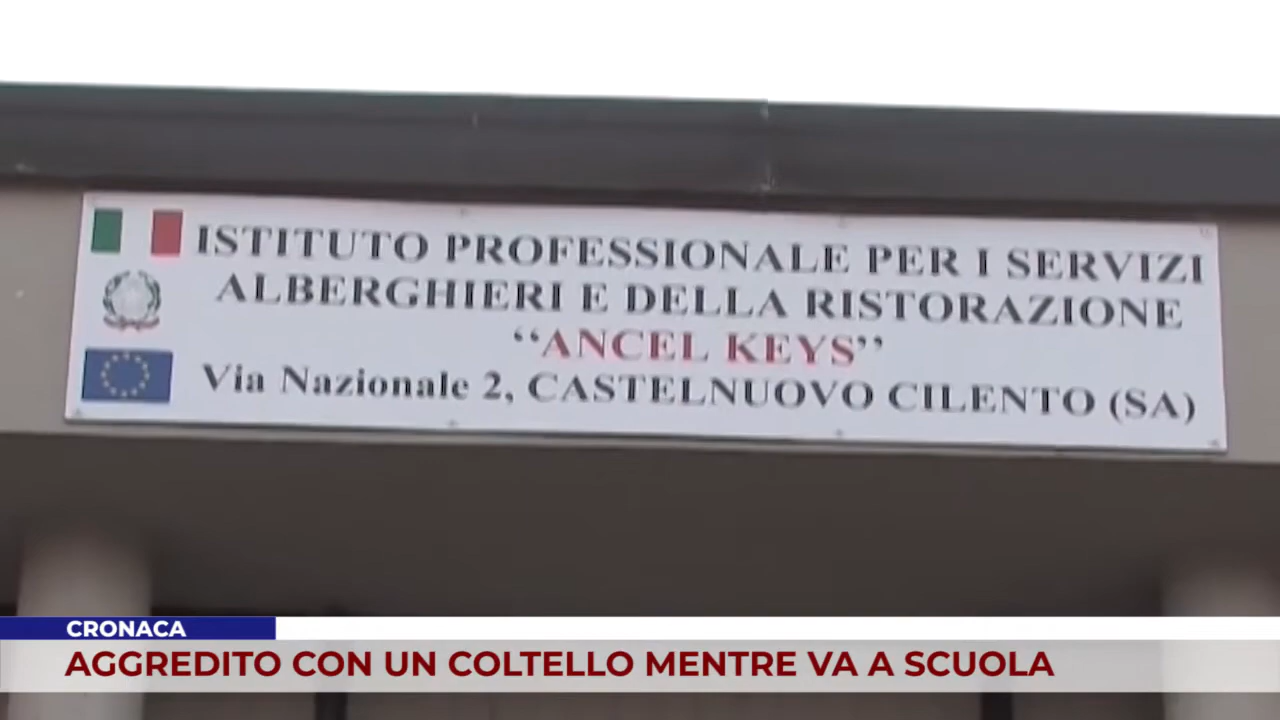 ISTITUTO PROFESSIONALE PER I SERVIZI
ALBERGHIERI E DELLA RISTORAZIONE
“ANCEL KEYS”
Via Nazionale 2, CASTELNUOVO CILENTO (SA)
CRONACA
AGGREDITO CON UN COLTELLO MENTRE VA A SCUOLA